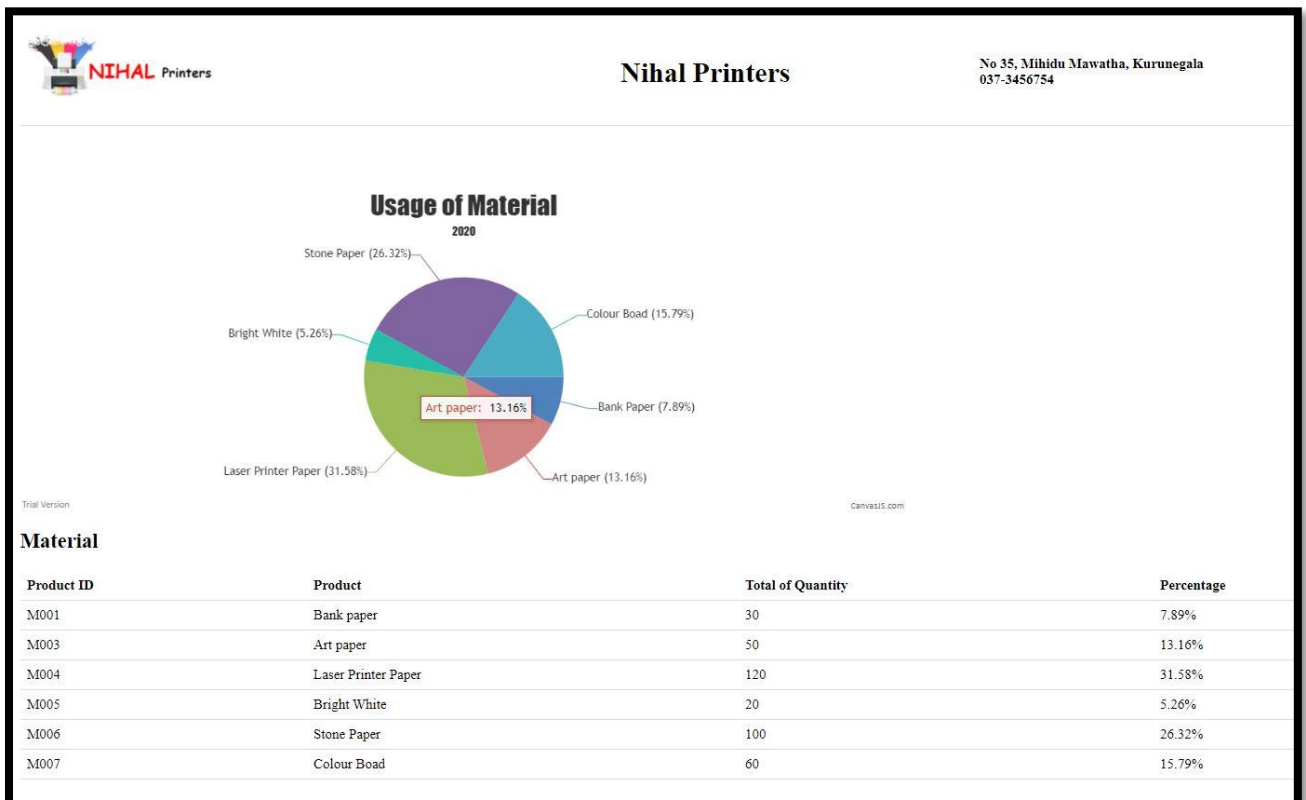 NIHAL Printers
Nihal Printers
No 35, Mihidu Mawatha, Kurunegala
037-3456754
Usage of Material
2020
Stone Paper (26.32%)
Colour Boad (15.79%)
Bright White (5.26%)
Art paper: 13.16%
Bank Paper (7.89%)
Laser Printer Paper (31.58%)
Art paper (13.16%)
Trial Version
CanvasJS.com
Material
Product ID Product Total of Quantity Percentage
M001 Bank paper 30 7.89%
M003 Art paper 50 13.16%
M004 Laser Printer Paper 120 31.58%
M005 Bright White 20 5.26%
M006 Stone Paper 100 26.32%
M007 Colour Boad 60 15.79%